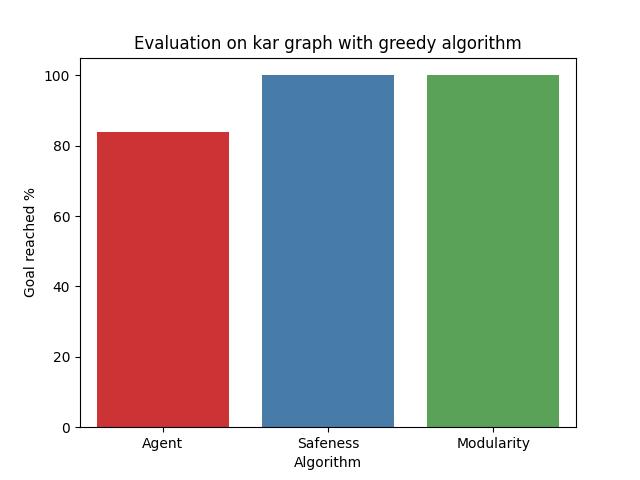 Evaluation on kar graph with greedy algorithm
100
80
60
40
20
0
Goal reached %
Agent Safeness Modularity
Algorithm